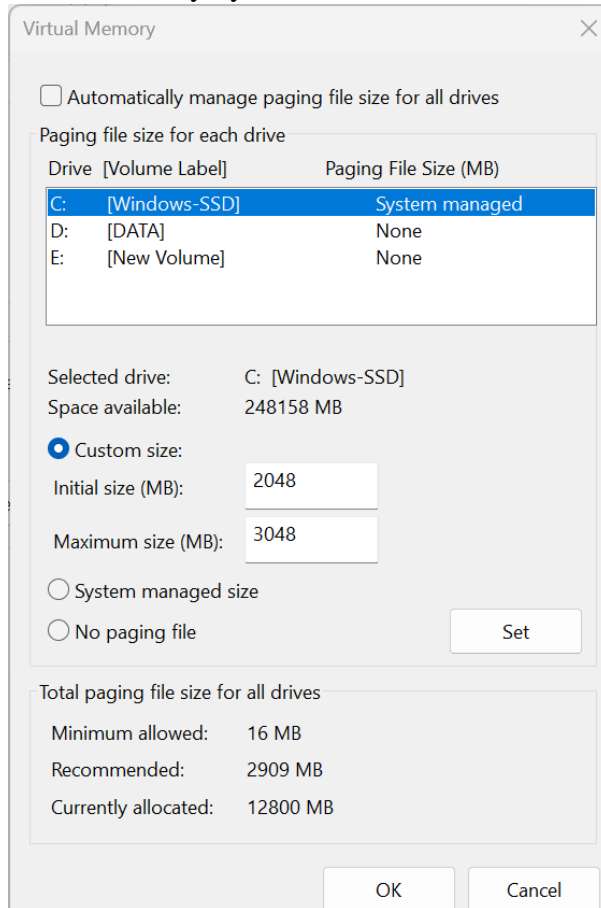 Virtual Memory
Automatically manage paging file size for all drives
Paging file size for each drive
Drive [Volume Label] Paging File Size (MB)
C: [Windows-SSD] System managed
D: [DATA] None
E: [New Volume] None
Selected drive: C: [Windows-SSD]
Space available: 248158 MB
Custom size:
Initial size (MB): 2048
Maximum size (MB): 3048
System managed size
No paging file Set
Total paging file size for all drives
Minimum allowed: 16 MB
Recommended: 2909 MB
Currently allocated: 12800 MB
OK Cancel